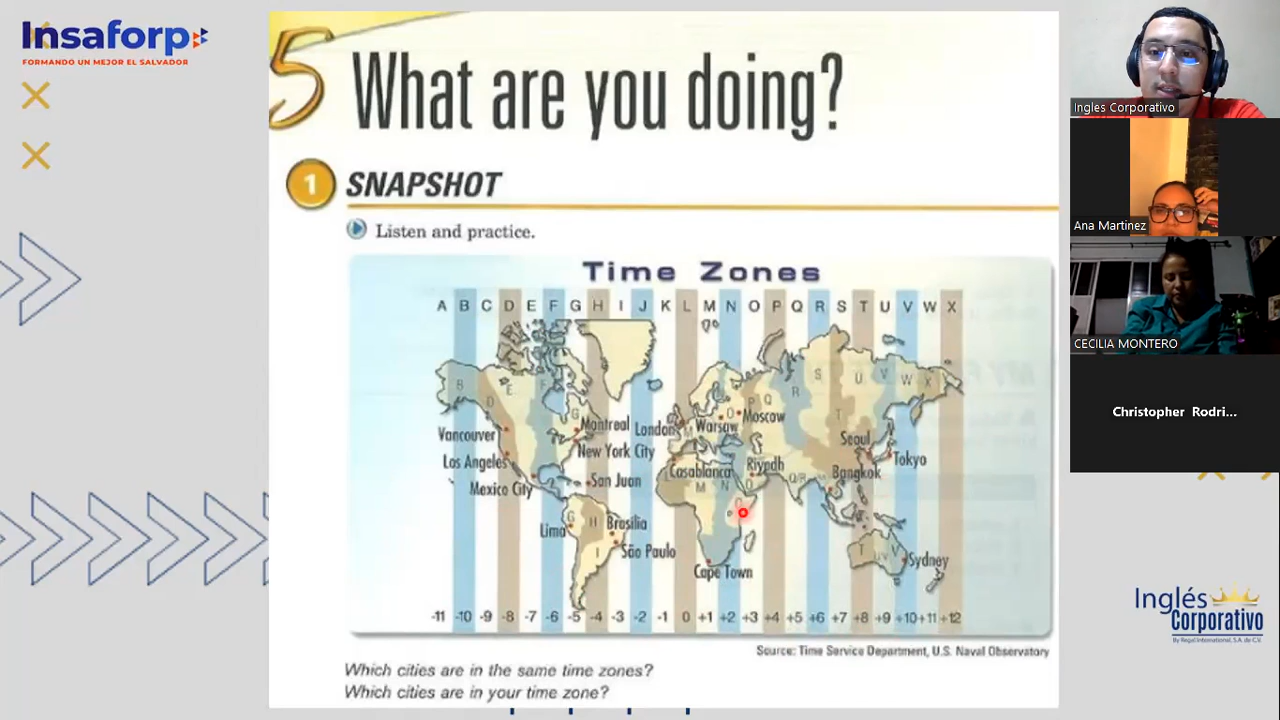 Insaforp
FORMANDO UN MEJOR EL SALVADOR
5 What are you doing?
1 SNAPSHOT
Listen and practice.
Time Zones
A B C D E F G H I J K L M N O P Q R S T U V W X
B D E F G M O P Q R S T U V W X
Vancouver
Los Angeles
Mexico City
Montreal
New York City
San Juan
London
Warsaw
Moscow
Casablanca
Riyadh
Seoul
Tokyo
Bangkok
M N O Q/R
Lima
G H I
Brasília
São Paulo
Cape Town
T V
Sydney
-11 -10 -9 -8 -7 -6 -5 -4 -3 -2 -1 0 +1 +2 +3 +4 +5 +6 +7 +8 +9 +10 +11 +12
Source: Time Service Department, U.S. Naval Observatory
Which cities are in the same time zones?
Which cities are in your time zone?
Ingles Corporativo
Ana Martinez
CECILIA MONTERO
Christopher Rodri...
Inglés
Corporativo
By Regal International, S.A. de C.V.